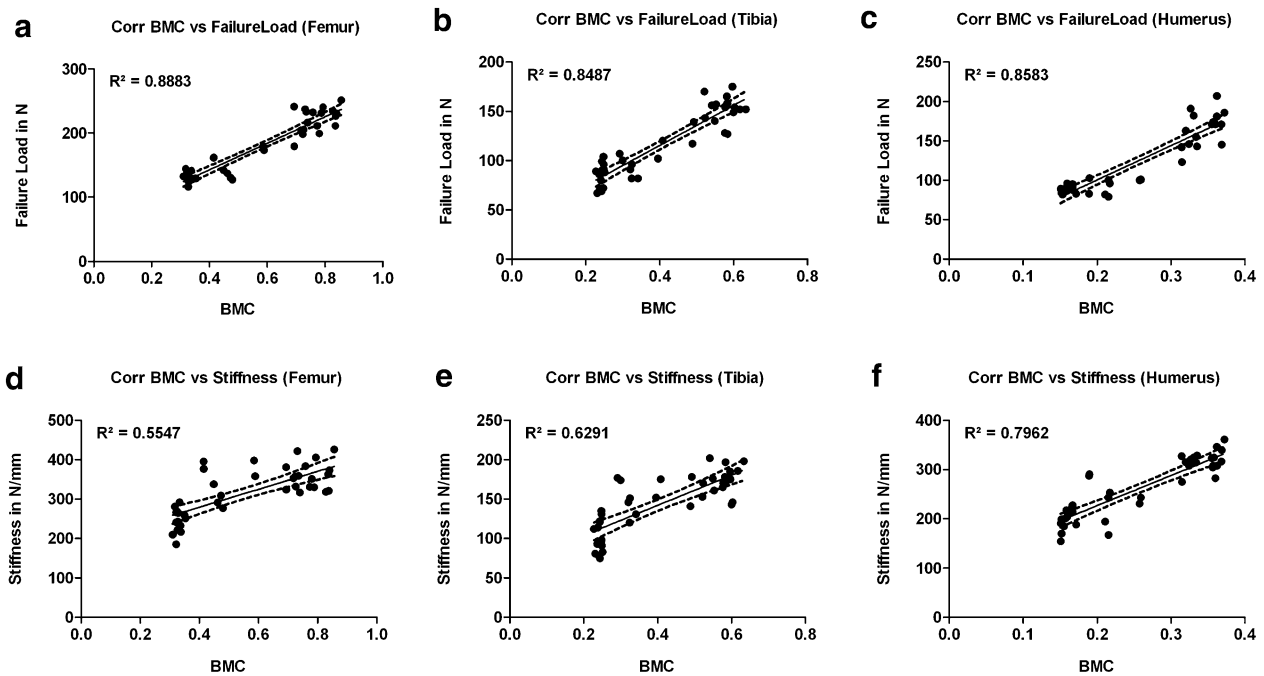 a
Corr BMC vs FailureLoad (Femur)
R² = 0.8883
Failure Load in N
300
200
100
0
0.0 0.2 0.4 0.6 0.8 1.0
BMC
b
Corr BMC vs FailureLoad (Tibia)
R² = 0.8487
Failure Load in N
200
150
100
50
0
0.0 0.2 0.4 0.6 0.8
BMC
c
Corr BMC vs FailureLoad (Humerus)
R² = 0.8583
Failure Load in N
250
200
150
100
50
0
0.0 0.1 0.2 0.3 0.4
BMC
d
Corr BMC vs Stiffness (Femur)
R² = 0.5547
Stiffness in N/mm
500
400
300
200
100
0
0.0 0.2 0.4 0.6 0.8 1.0
BMC
e
Corr BMC vs Stiffness (Tibia)
R² = 0.6291
Stiffness in N/mm
250
200
150
100
50
0
0.0 0.2 0.4 0.6 0.8
BMC
f
Corr BMC vs Stiffness (Humerus)
R² = 0.7962
Stiffness in N/mm
400
300
200
100
0
0.0 0.1 0.2 0.3 0.4
BMC